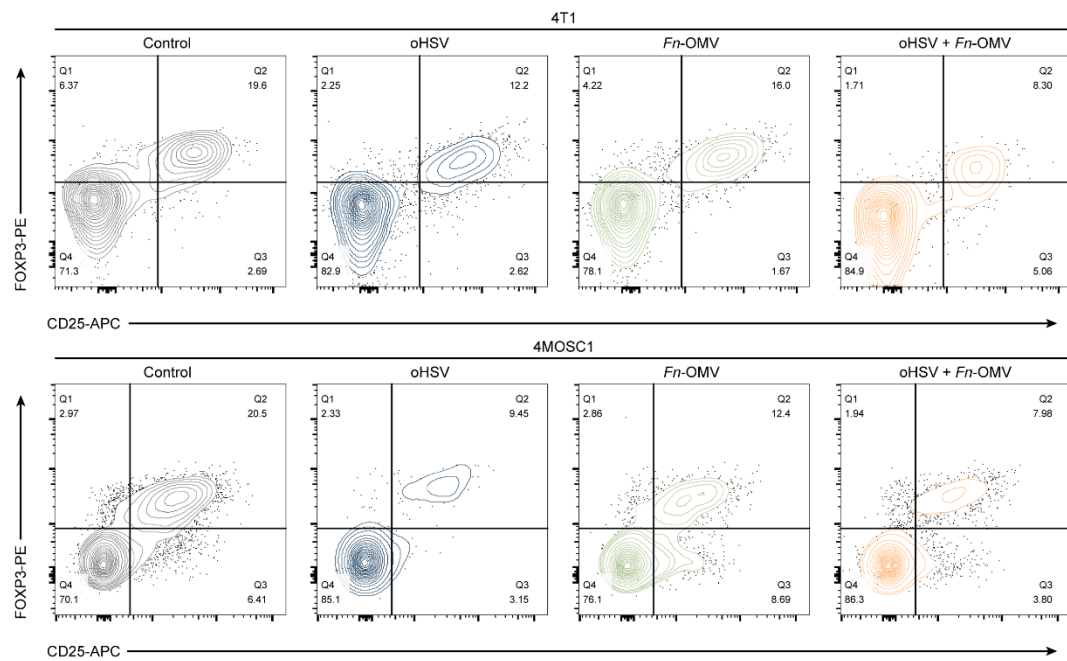 4T1
Control oHSV Fn-OMV oHSV + Fn-OMV
Q1 Q2 Q1 Q2 Q1 Q2 Q1 Q2
6.37 19.6 2.25 12.2 4.22 16.0 1.71 8.30
FOXP3-PE
Q4 Q3 Q4 Q3 Q4 Q3 Q4 Q3
71.3 2.69 82.9 2.62 78.1 1.67 84.9 5.06
CD25-APC
4MOSC1
Control oHSV Fn-OMV oHSV + Fn-OMV
Q1 Q2 Q1 Q2 Q1 Q2 Q1 Q2
2.97 20.5 2.33 9.45 2.86 12.4 1.94 7.98
FOXP3-PE
Q4 Q3 Q4 Q3 Q4 Q3 Q4 Q3
70.1 6.41 85.1 3.15 76.1 8.69 86.3 3.80
CD25-APC